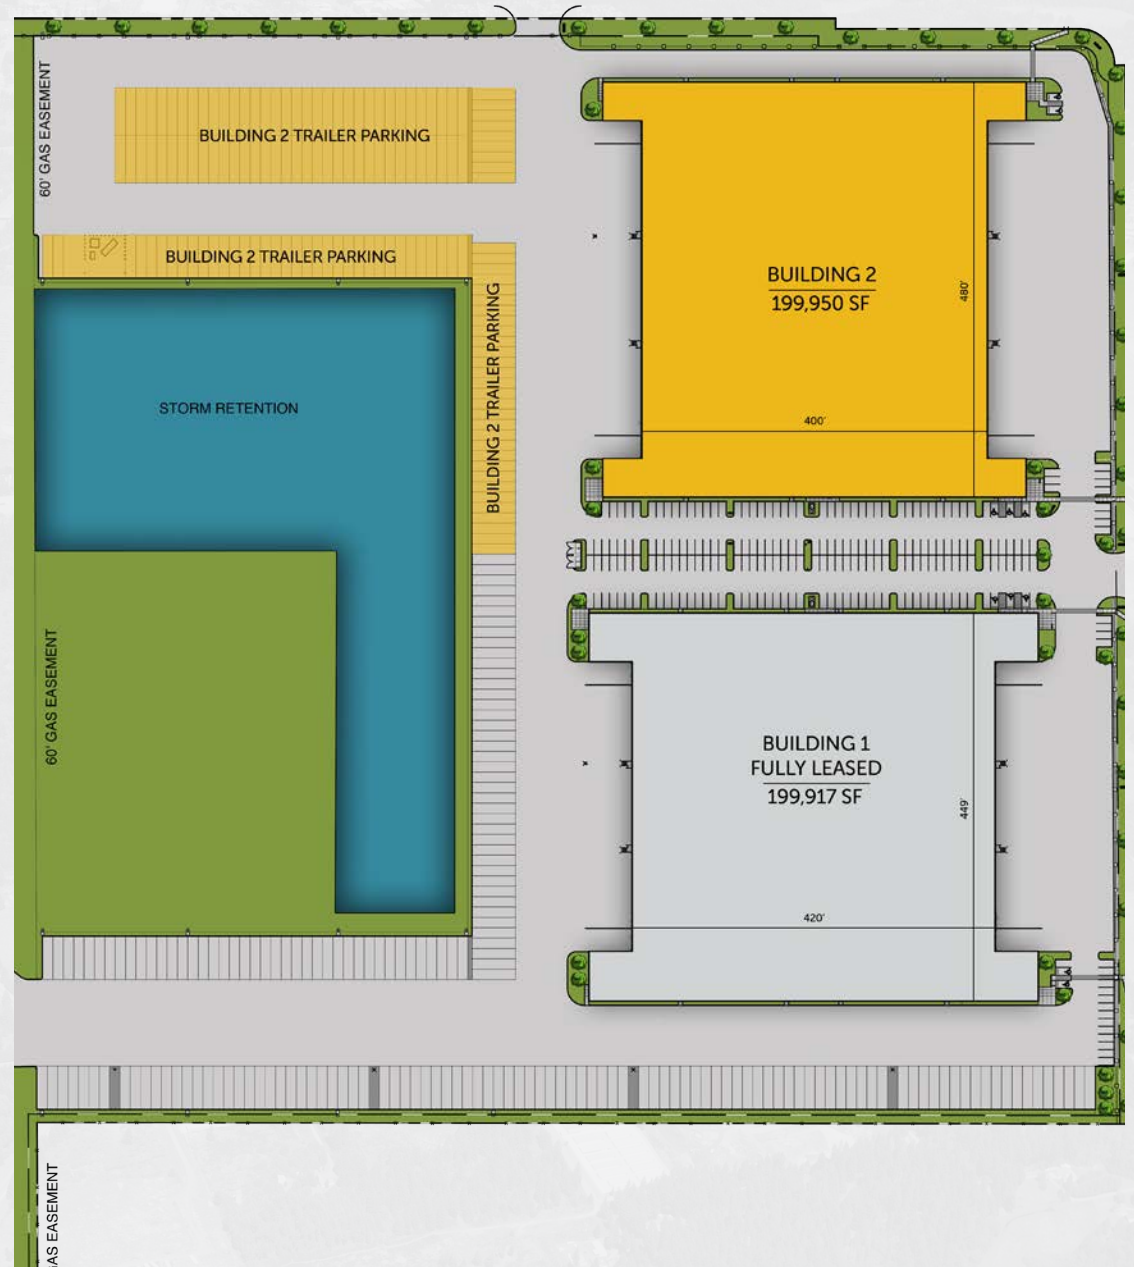 60' GAS EASEMENT
BUILDING 2 TRAILER PARKING
BUILDING 2 TRAILER PARKING
BUILDING 2 TRAILER PARKING
BUILDING 2
199,950 SF
480'
400'
STORM RETENTION
60' GAS EASEMENT
BUILDING 1
FULLY LEASED
199,917 SF
449'
420'
GAS EASEMENT